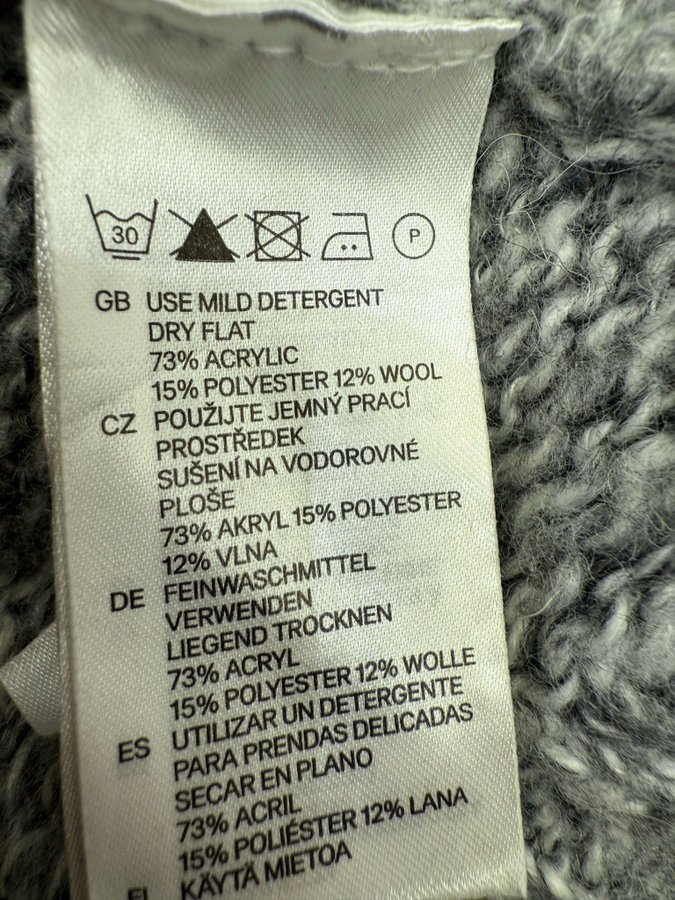 30 P
GB USE MILD DETERGENT
DRY FLAT
73% ACRYLIC
15% POLYESTER 12% WOOL
CZ POUŽIJTE JEMNÝ PRACÍ
PROSTŘEDEK
SUŠENÍ NA VODOROVNÉ
PLOŠE
73% AKRYL 15% POLYESTER
12% VLNA
DE FEINWASCHMITTEL
VERWENDEN
LIEGEND TROCKNEN
73% ACRYL
15% POLYESTER 12% WOLLE
ES UTILIZAR UN DETERGENTE
PARA PRENDAS DELICADAS
SECAR EN PLANO
73% ACRIL
15% POLIÉSTER 12% LANA
FI KÄYTÄ MIETOA